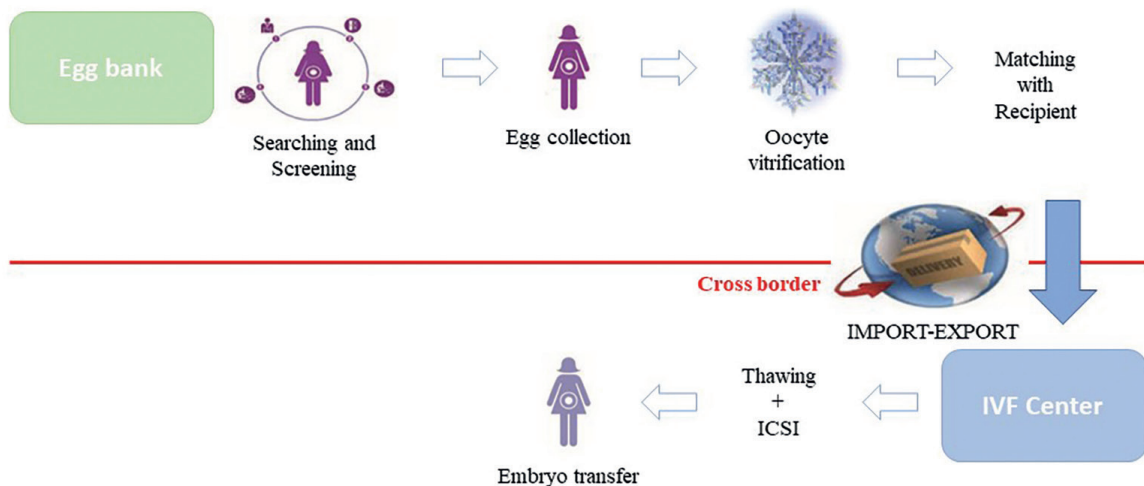 Egg bank
Searching and
Screening
Egg collection
Oocyte
vitrification
Matching
with
Recipient
DELIVERY
Cross border
IMPORT-EXPORT
IVF Center
Thawing
+
ICSI
Embryo transfer